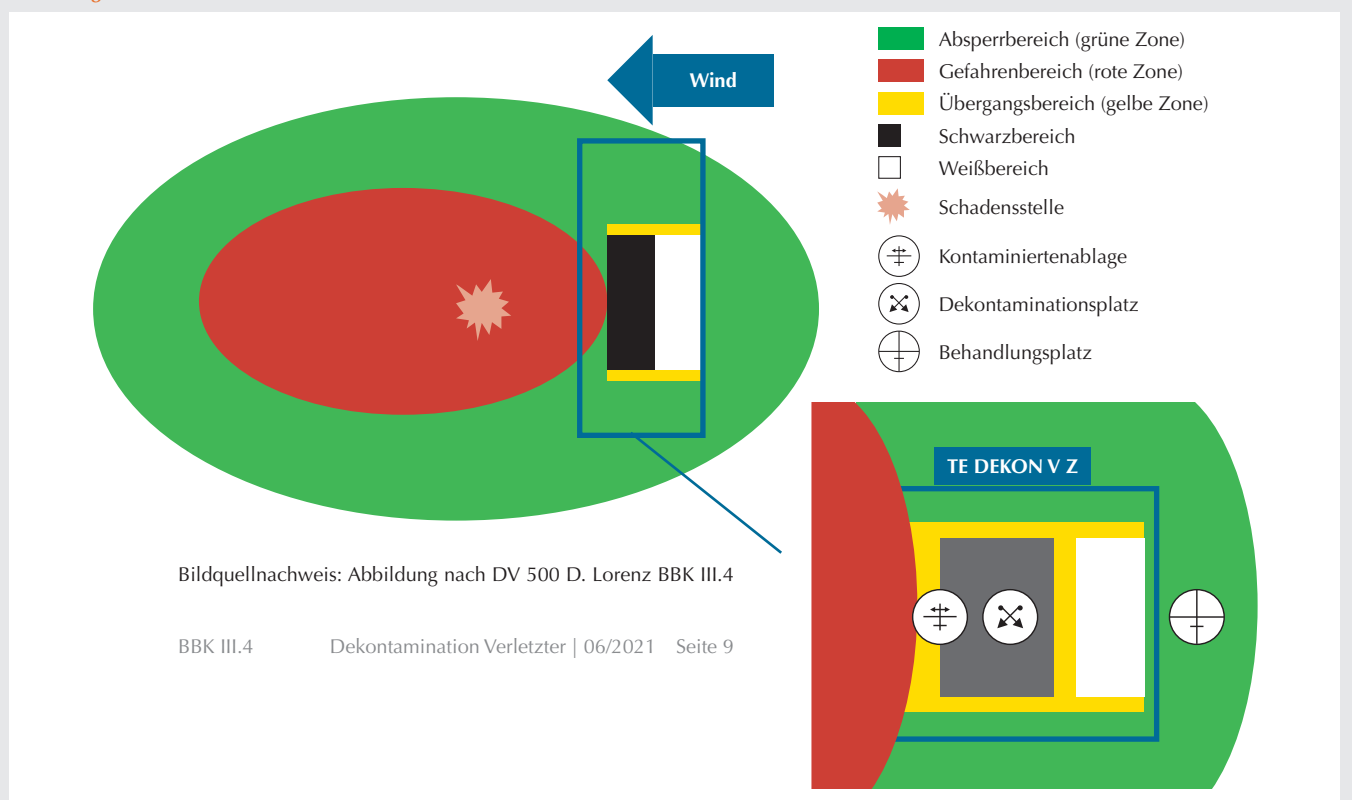 Wind
Absperrbereich (grüne Zone)
Gefahrenbereich (rote Zone)
Übergangsbereich (gelbe Zone)
Schwarzbereich
Weißbereich
Schadensstelle
Kontaminiertenablage
Dekontaminationsplatz
Behandlungsplatz
TE DEKON V Z
Bildquellnachweis: Abbildung nach DV 500 D. Lorenz BBK III.4
BBK III.4 Dekontamination Verletzter | 06/2021 Seite 9